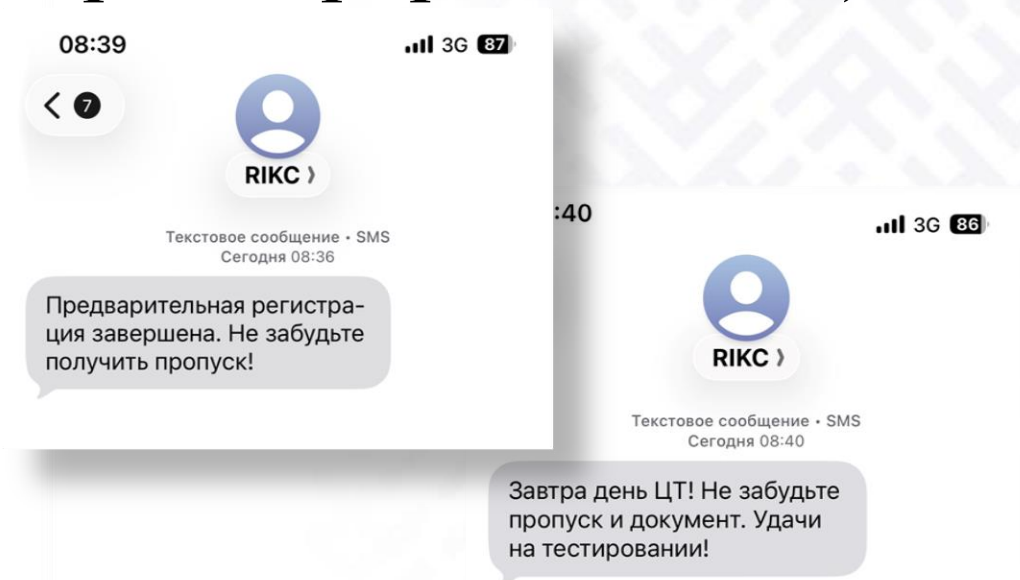 08:39
3G 87
7
RIKC
Текстовое сообщение • SMS
Сегодня 08:36
Предварительная регистра-
ция завершена. Не забудьте
получить пропуск!
:40
3G 86
RIKC
Текстовое сообщение • SMS
Сегодня 08:40
Завтра день ЦТ! Не забудьте
пропуск и документ. Удачи
на тестировании!